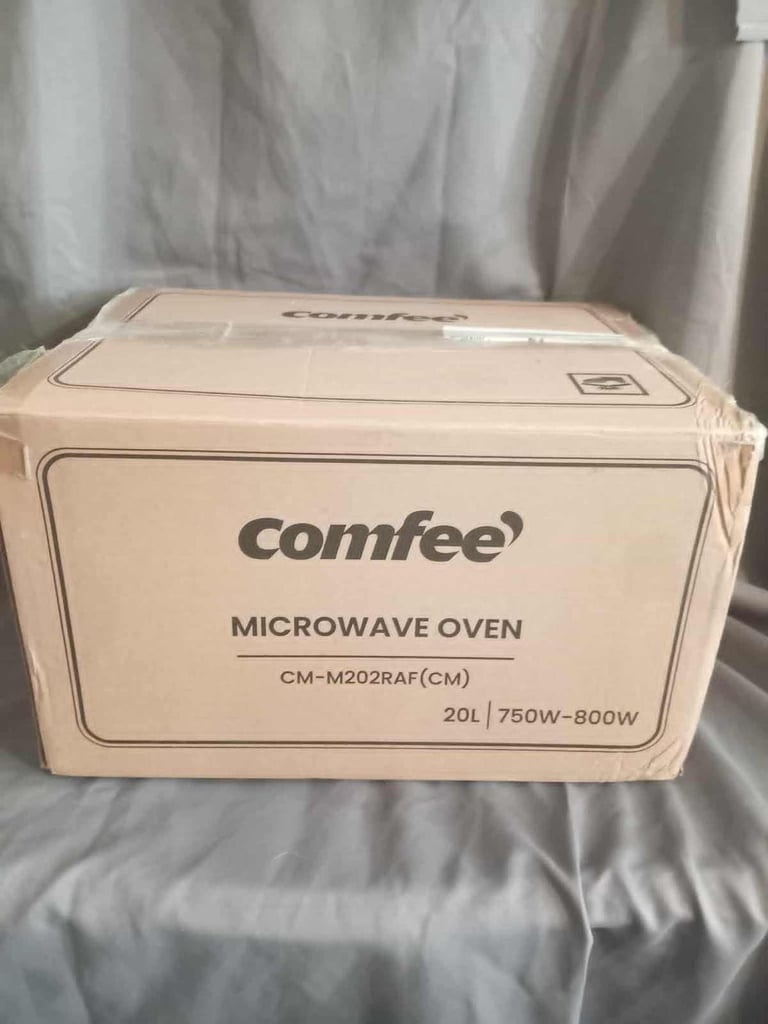 comfee'
comfee'
MICROWAVE OVEN
CM-M202RAF(CM)
20L | 750W-800W